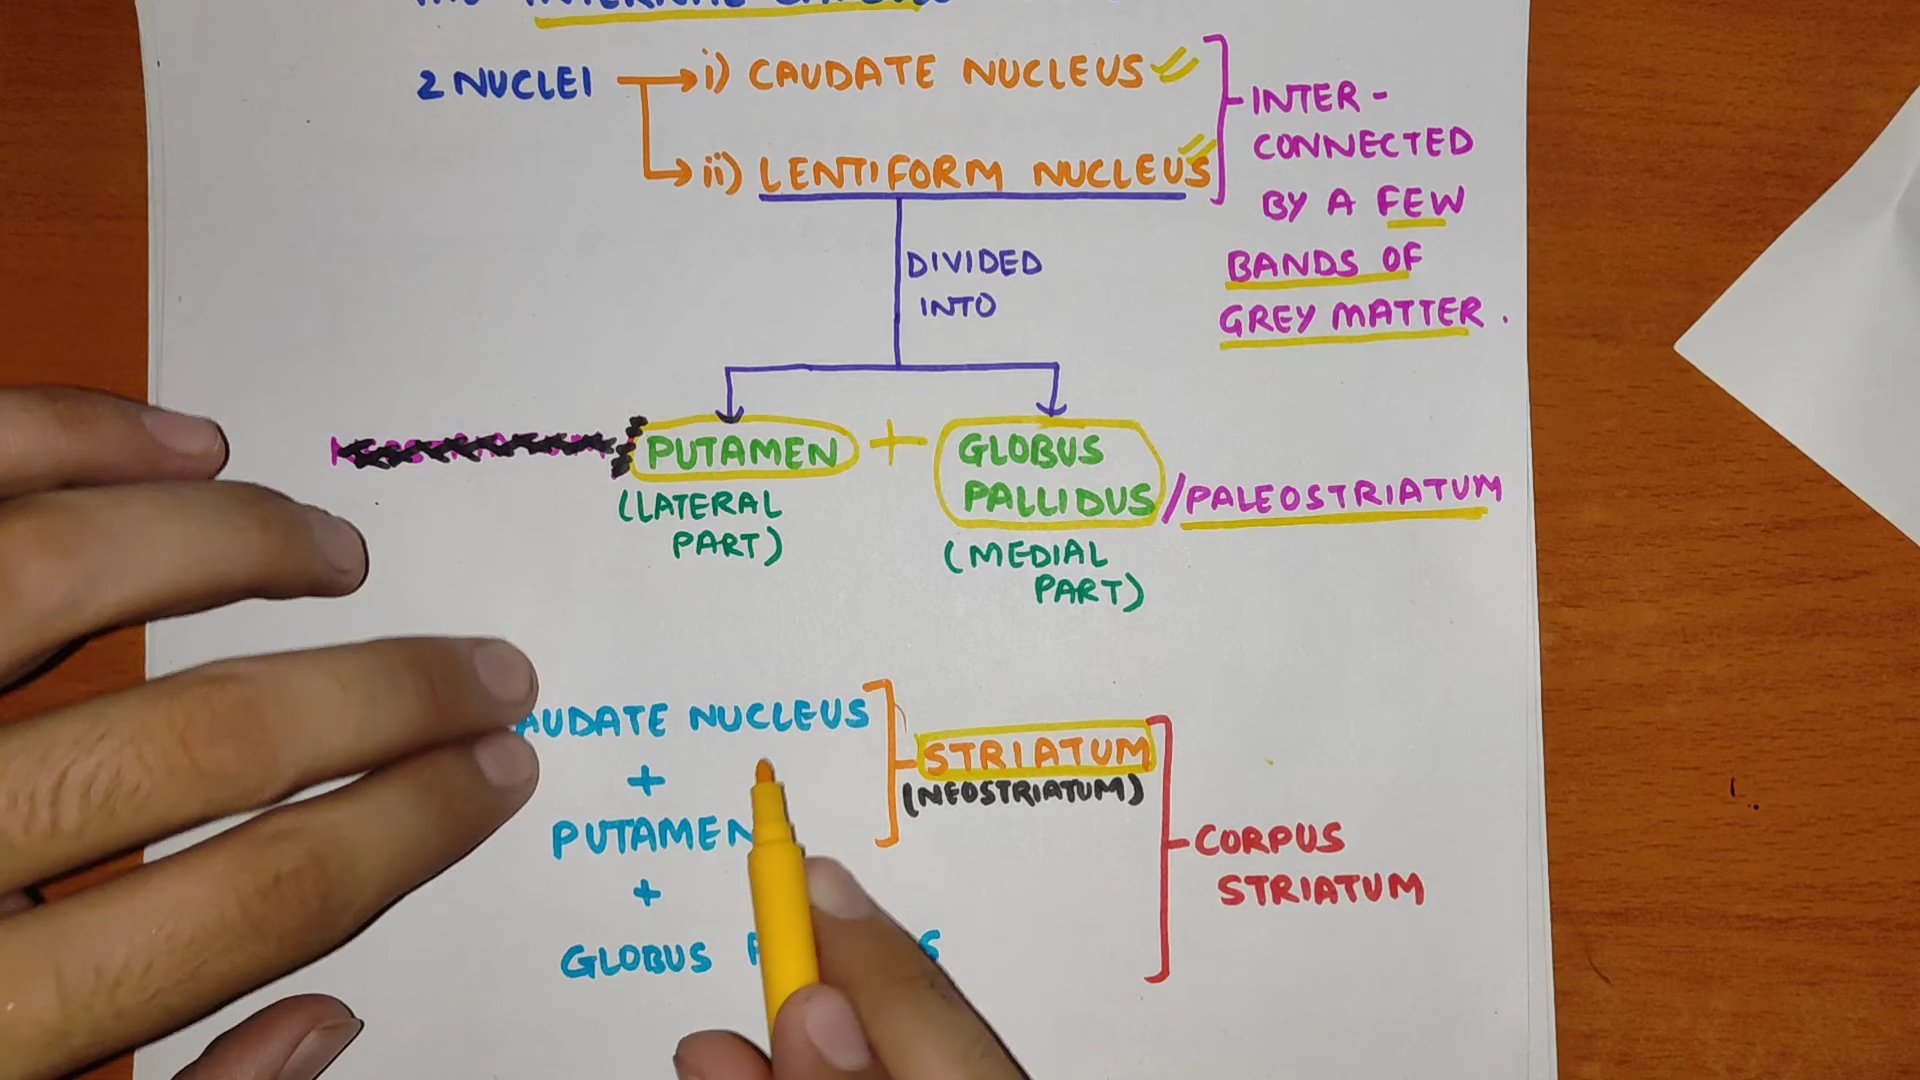 INTERNAL
2 NUCLEI → i) CAUDATE NUCLEUS
ii) LENTIFORM NUCLEUS
INTER-
CONNECTED
BY A FEW
BANDS OF
GREY MATTER.
DIVIDED
INTO
PUTAMEN + GLOBUS
PALLIDUS /PALEOSTRIATUM
(LATERAL
PART)
(MEDIAL
PART)
AUDATE NUCLEUS
+
PUTAMEN
+
GLOBUS
STRIATUM
(NEOSTRIATUM)
CORPUS
STRIATUM